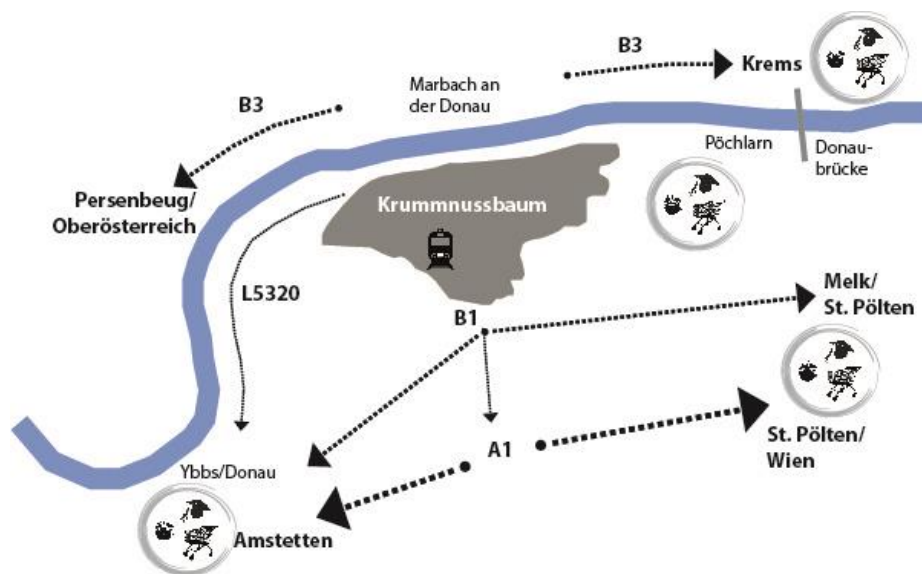 B3
Krems
Marbach an
der Donau
B3
Pöchlarn
Donau-
brücke
Persenbeug/
Oberösterreich
Krummnussbaum
L5320
Melk/
St. Pölten
B1
A1
St. Pölten/
Wien
Ybbs/Donau
Amstetten